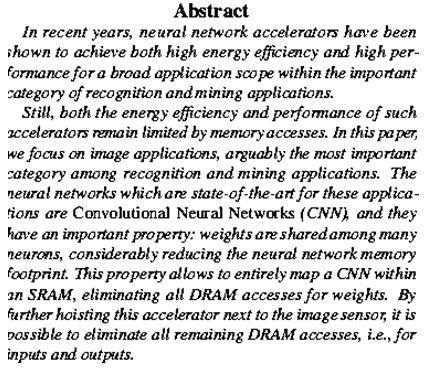 Abstract
In recent years, neural network accelerators have been
shown to achieve both high energy efficiency and high per-
formance for a broad application scope within the important
category of recognition and mining applications.
Still, both the energy efficiency and performance of such
accelerators remain limited by memory accesses. In this paper,
we focus on image applications, arguably the most important
category among recognition and mining applications. The
neural networks which are state-of-the-art for these applica-
tions are Convolutional Neural Networks (CNN), and they
have an important property: weights are shared among many
neurons, considerably reducing the neural network memory
footprint. This property allows to entirely map a CNN within
an SRAM, eliminating all DRAM accesses for weights. By
further hoisting this accelerator next to the image sensor, it is
possible to eliminate all remaining DRAM accesses, i.e., for
inputs and outputs.